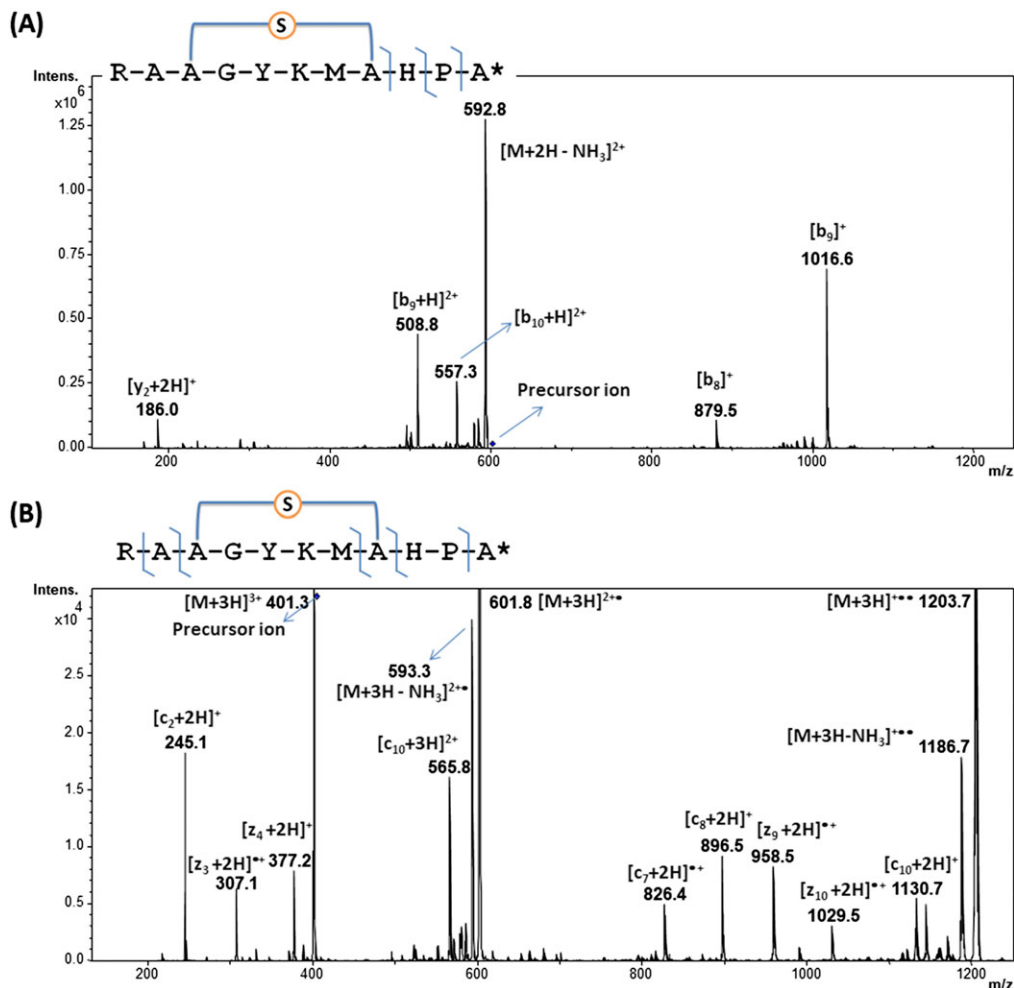 (A)
S
R-A-A-G-Y-K-M-A-H-P-A*
Intens.
x10⁶
592.8
[M+2H - NH₃]²⁺
1.25
1.00
0.75
0.50
0.25
0.00
[b₉]⁺
1016.6
[b₉+H]²⁺
508.8
[b₁₀+H]²⁺
557.3
Precursor ion
[y₂+2H]⁺
186.0
[b₈]⁺
879.5
200 400 600 800 1000 1200
m/z
(B)
S
R-A-A-G-Y-K-M-A-H-P-A*
Intens.
x10⁴
[M+3H]³⁺ 401.3
Precursor ion
601.8 [M+3H]²⁺•
[M+3H]⁺•• 1203.7
2.5
2.0
1.5
1.0
0.5
0.0
593.3
[M+3H - NH₃]²⁺•
[c₂+2H]⁺
245.1
[c₁₀+3H]²⁺
565.8
[M+3H-NH₃]⁺••
1186.7
[z₃+2H]•⁺
307.1
[z₄+2H]⁺
377.2
[c₇+2H]•⁺
826.4
[c₈+2H]⁺
896.5
[z₉+2H]•⁺
958.5
[z₁₀+2H]•⁺
1029.5
[c₁₀+2H]⁺
1130.7
200 400 600 800 1000 1200
m/z